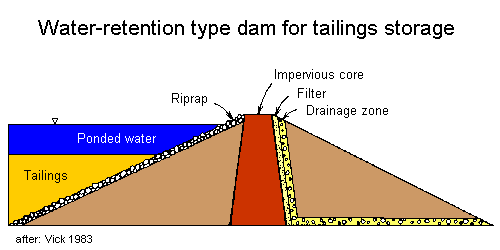 Water-retention type dam for tailings storage
Impervious core
Riprap
Filter
Drainage zone
Ponded water
Tailings
after: Vick 1983